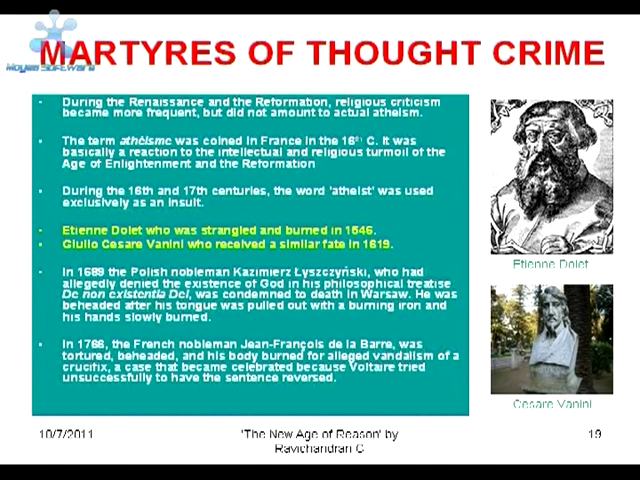 MARTYRES OF THOUGHT CRIME
Moyea Software
• During the Renaissance and the Reformation, religious criticism
became more frequent, but did not amount to actual atheism.
• The term athéisme was coined in France in the 16th C. It was
basically a reaction to the intellectual and religious turmoil of the
Age of Enlightenment and the Reformation
• During the 16th and 17th centuries, the word 'atheist' was used
exclusively as an insult.
• Etienne Dolet who was strangled and burned in 1546.
• Giulio Cesare Vanini who received a similar fate in 1619.
• In 1689 the Polish nobleman Kazimierz Łyszczyński, who had
allegedly denied the existence of God in his philosophical treatise
De non existentia Dei, was condemned to death in Warsaw. He was
beheaded after his tongue was pulled out with a burning iron and
his hands slowly burned.
• In 1766, the French nobleman Jean-François de la Barre, was
tortured, beheaded, and his body burned for alleged vandalism of a
crucifix, a case that became celebrated because Voltaire tried
unsuccessfully to have the sentence reversed.
Etienne Dolet
Cesare Vanini
10/7/2011
'The New Age of Reason' by
Ravichandran C
19